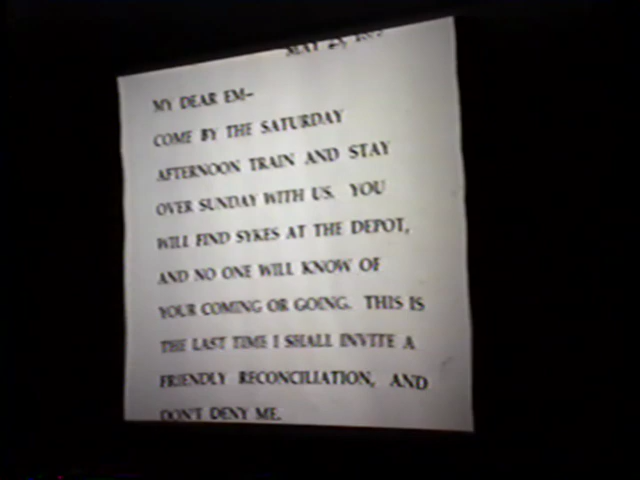 MAY
MY DEAR EM–
COME BY THE SATURDAY
AFTERNOON TRAIN AND STAY
OVER SUNDAY WITH US. YOU
WILL FIND SYKES AT THE DEPOT,
AND NO ONE WILL KNOW OF
YOUR COMING OR GOING. THIS IS
THE LAST TIME I SHALL INVITE A
FRIENDLY RECONCILIATION, AND
DON'T DENY ME.